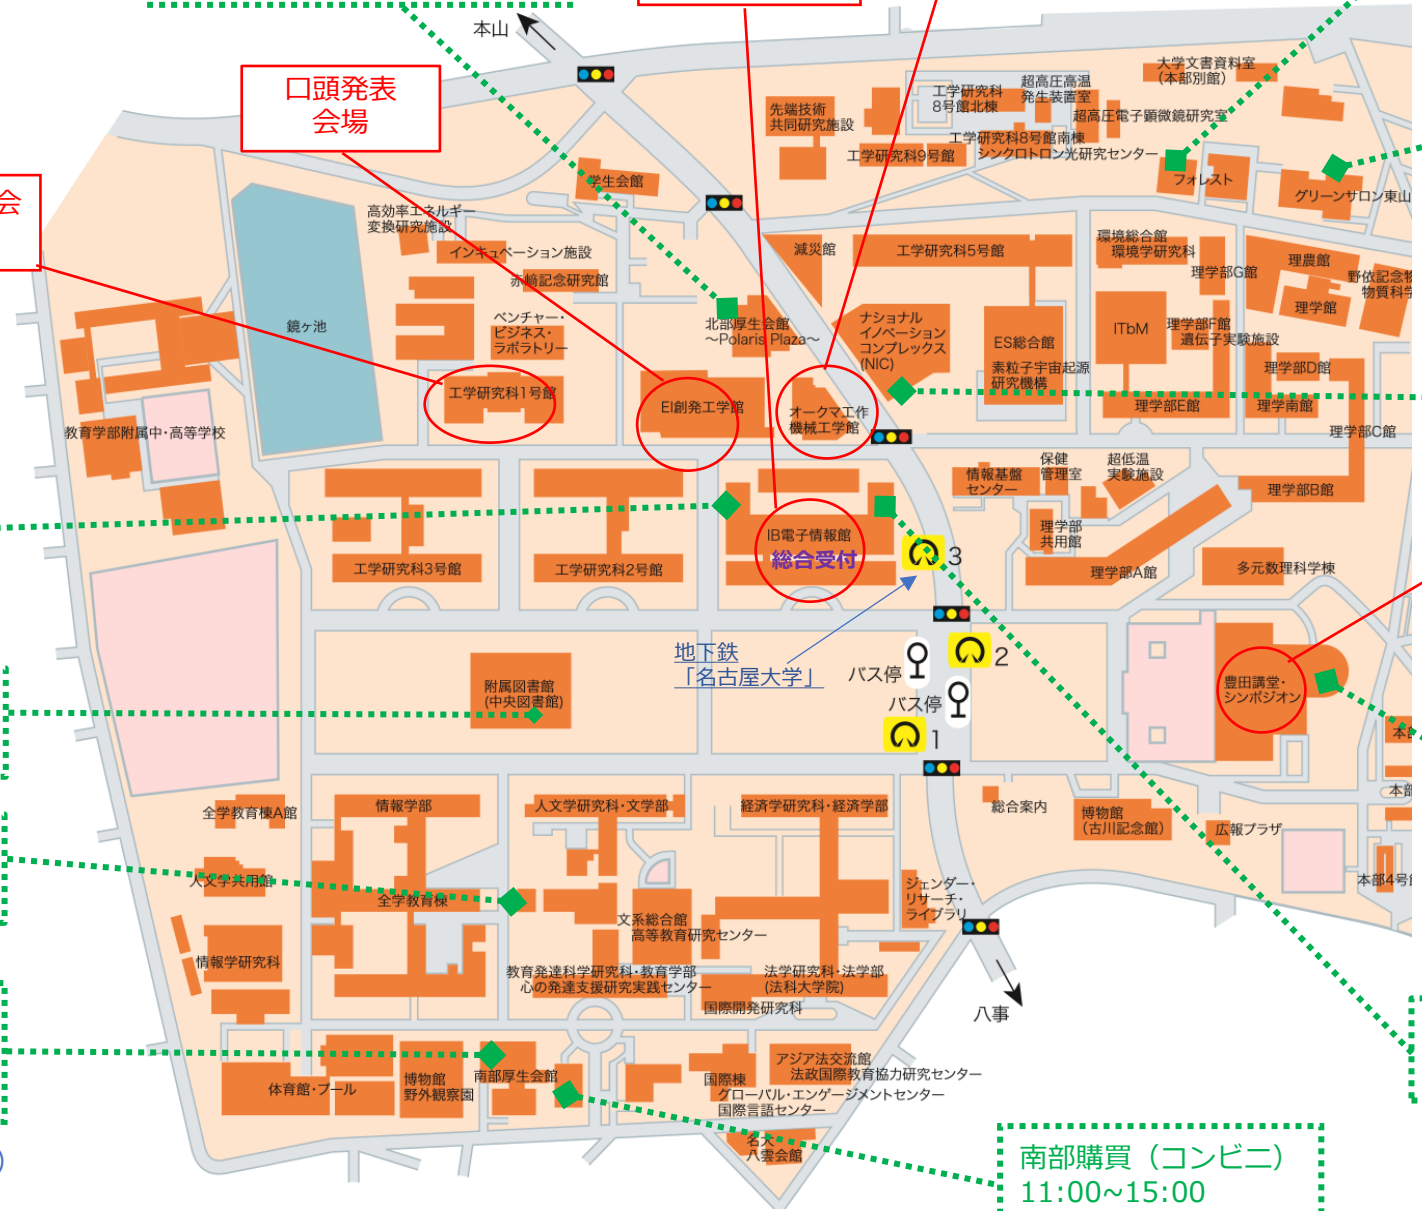 本山
口頭発表
会場
会
大学文書資料室
(本部別館)
超高圧高温
発生装置室
工学研究科
8号館北棟
先端技術
共同研究施設
超高圧電子顕微鏡研究室
工学研究科8号館南棟
シンクロトロン光研究センター
工学研究科9号館
フォレスト
グリーンサロン東山
学生会館
高効率エネルギー
変換研究施設
インキュベーション施設
赤﨑記念研究館
減災館
工学研究科5号館
環境総合館
環境学研究科
理学部G館
理農館
野依記念物
物質科学
理学館
鏡ヶ池
ベンチャー・
ビジネス・
ラボラトリー
北部厚生会館
~Polaris Plaza~
ナショナル
イノベーション
コンプレックス
(NIC)
ES総合館
素粒子宇宙起源
研究機構
ITbM
理学部F館
遺伝子実験施設
理学部D館
工学研究科1号館
EI創発工学館
オークマ工作
機械工学館
理学部E館
理学南館
理学部C館
教育学部附属中・高等学校
情報基盤
センター
保健
管理室
超低温
実験施設
理学部B館
IB電子情報館
総合受付
理学部
共用館
工学研究科3号館
工学研究科2号館
3
理学部A館
多元数理科学棟
地下鉄
「名古屋大学」
バス停
2
附属図書館
(中央図書館)
バス停
豊田講堂・
シンポジオン
1
本部
本部
全学教育棟A館
情報学部
人文学研究科・文学部
経済学研究科・経済学部
総合案内
博物館
(古川記念館)
広報プラザ
人文学共用館
全学教育棟
ジェンダー・
リサーチ・
ライブラリ
本部4号館
文系総合館
高等教育研究センター
情報学研究科
教育発達科学研究科・教育学部
心の発達支援研究実践センター
法学研究科・法学部
(法科大学院)
国際開発研究科
八事
体育館・プール
博物館
野外観察園
南部厚生会館
国際棟
グローバル・エンゲージメントセンター
国際言語センター
アジア法交流館
法政国際教育協力研究センター
名大
八雲会館
南部購買（コンビニ）
11:00~15:00
)